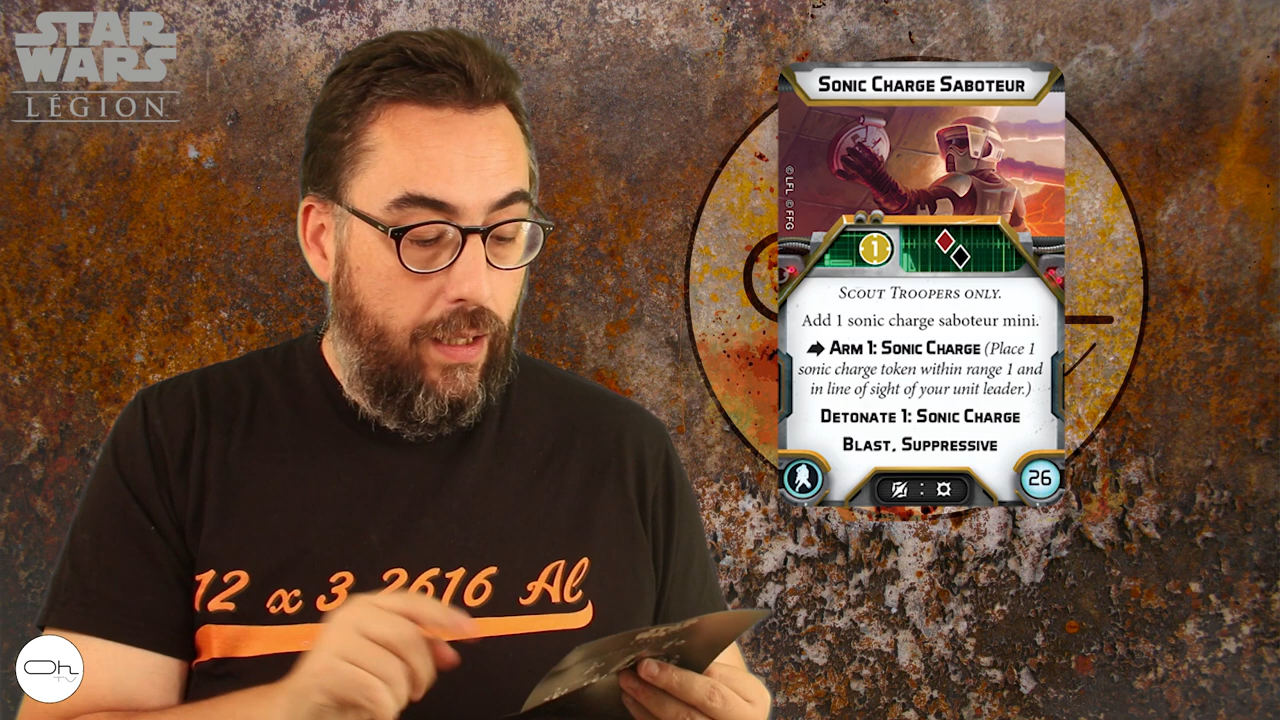 STAR
WARS
LÉGION
SONIC CHARGE SABOTEUR
© LFL © FFG
1
SCOUT TROOPERS ONLY.
Add 1 sonic charge saboteur mini.
ARM 1: SONIC CHARGE (Place 1
sonic charge token within range 1 and
in line of sight of your unit leader.)
DETONATE 1: SONIC CHARGE
BLAST, SUPPRESSIVE
26
:
12 x 3,2616 Al
Oh
TV